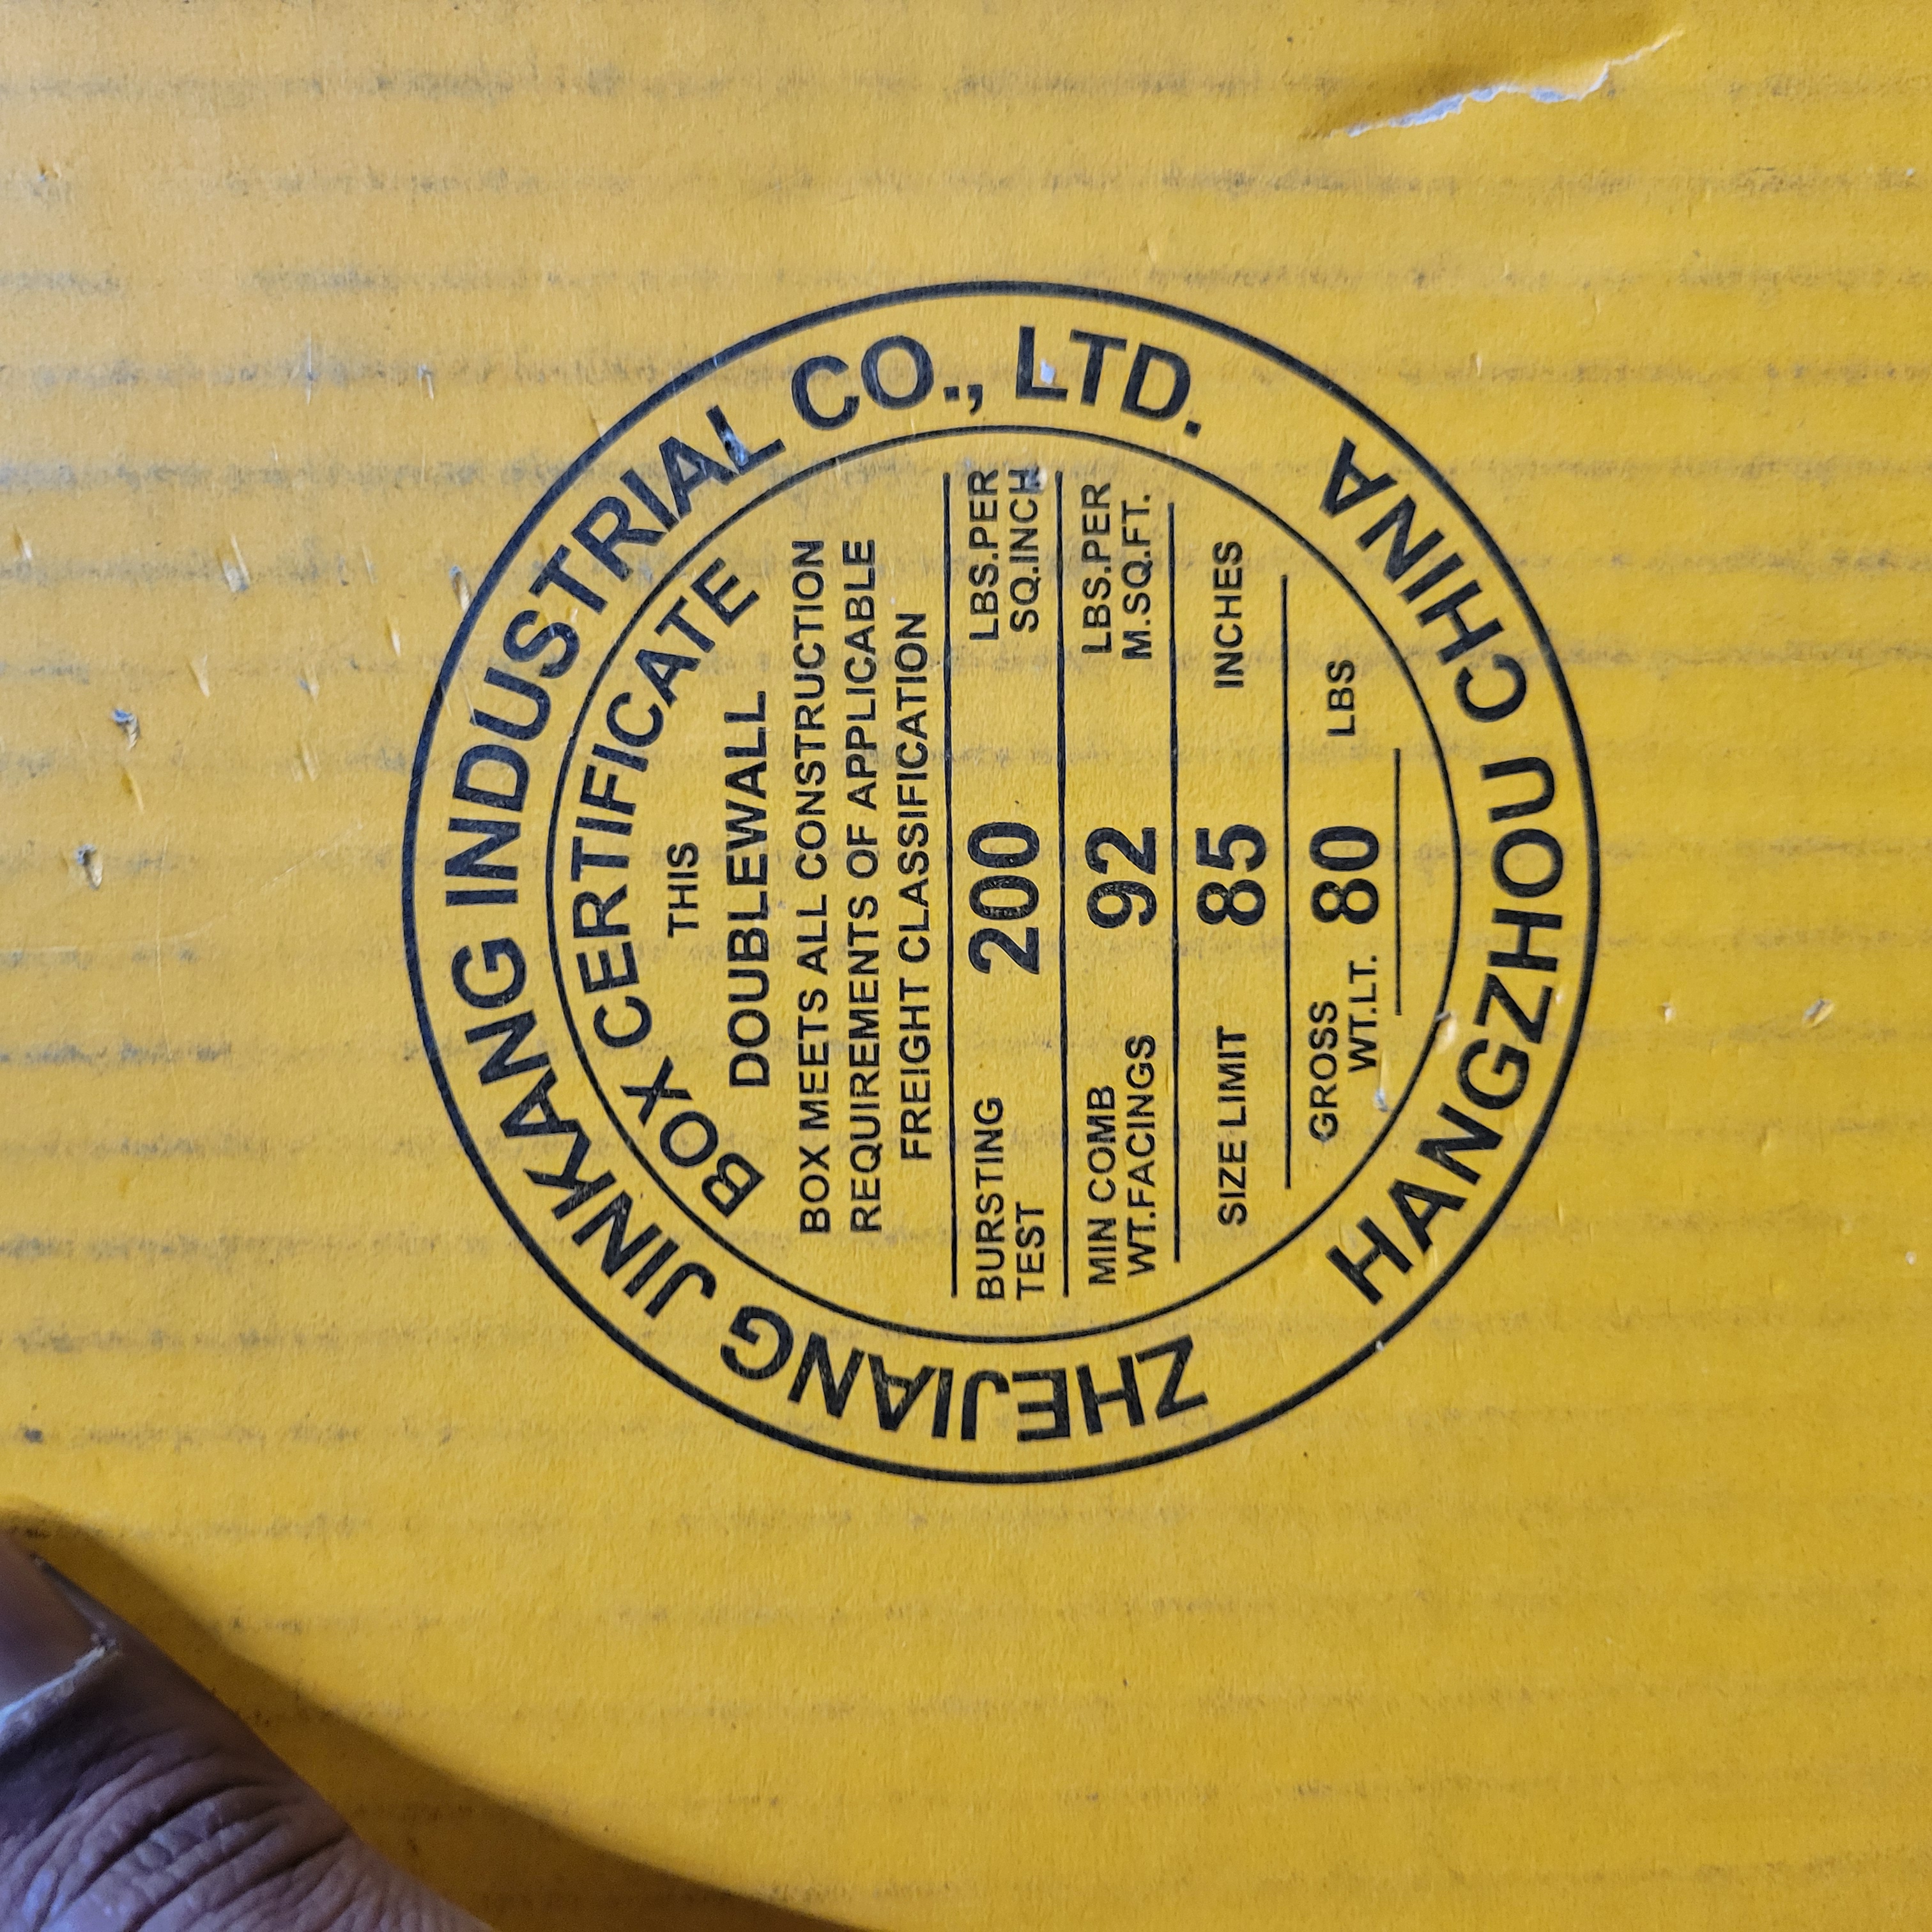 ZHEJIANG JINKANG INDUSTRIAL CO., LTD.
BOX CERTIFICATE
THIS
DOUBLEWALL
BOX MEETS ALL CONSTRUCTION
REQUIREMENTS OF APPLICABLE
FREIGHT CLASSIFICATION
BURSTING TEST 200 LBS.PER SQ.INCH
MIN COMB WT.FACINGS 92 LBS.PER M.SQ.FT.
SIZE LIMIT 85 INCHES
GROSS WT.LT. 80 LBS
HANGZHOU CHINA